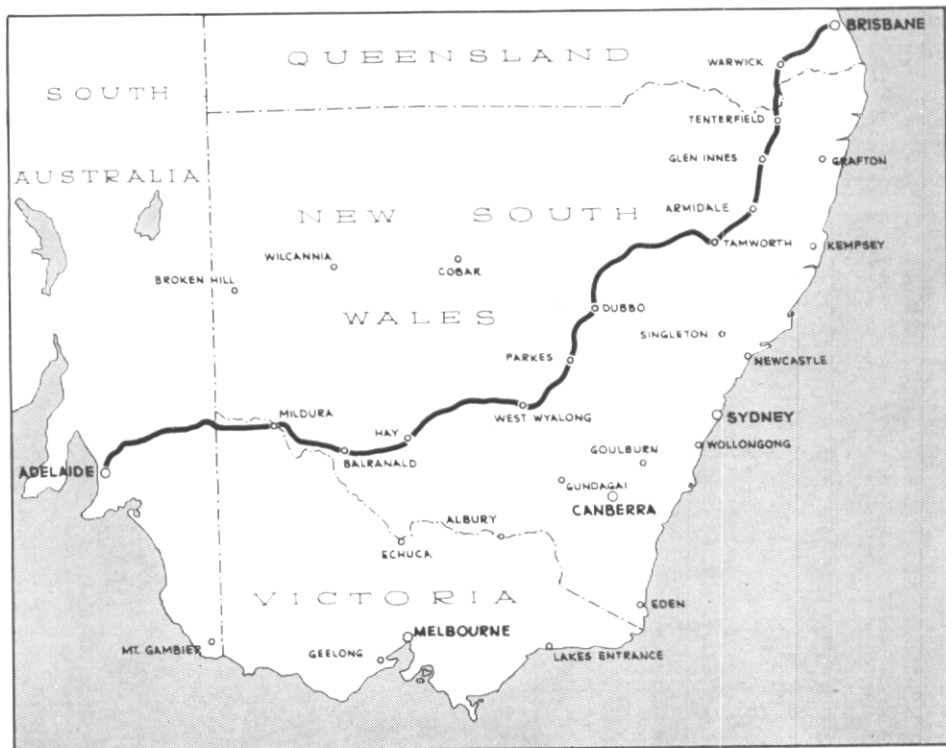 BRISBANE
QUEENSLAND
WARWICK
SOUTH
TENTERFIELD
GLEN INNES
GRAFTON
AUSTRALIA
ARMIDALE
NEW SOUTH
TAMWORTH
KEMPSEY
WILCANNIA
COBAR
BROKEN HILL
DUBBO
WALES
SINGLETON
PARKES
NEWCASTLE
MILDURA
WEST WYALONG
SYDNEY
HAY
WOLLONGONG
GOULBURN
BALRANALD
ADELAIDE
GUNDAGAI
CANBERRA
ALBURY
ECHUCA
VICTORIA
EDEN
MELBOURNE
MT. GAMBIER
GEELONG
LAKES ENTRANCE